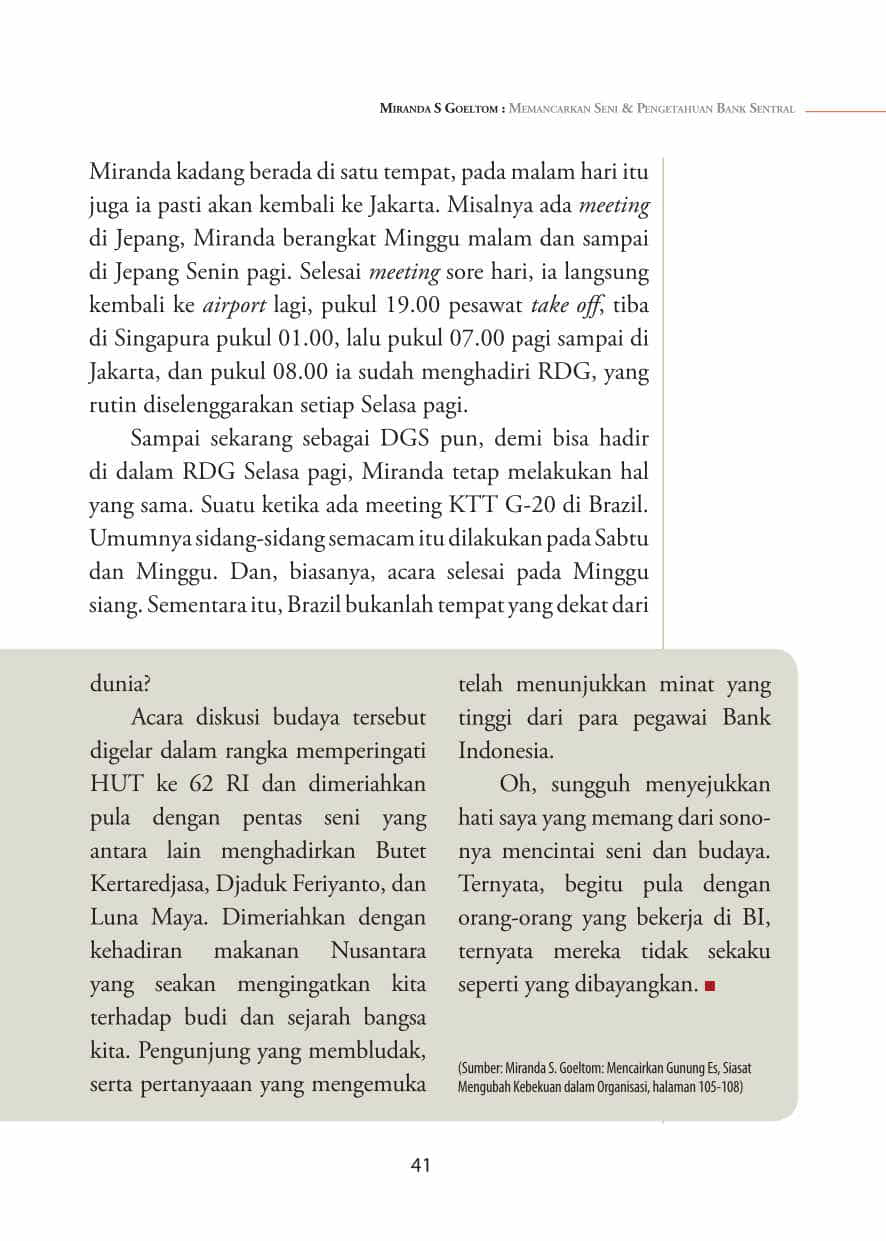 MIRANDA S GOELTOM : MEMANCARKAN SENI & PENGETAHUAN BANK SENTRAL
Miranda kadang berada di satu tempat, pada malam hari itu
juga ia pasti akan kembali ke Jakarta. Misalnya ada meeting
di Jepang, Miranda berangkat Minggu malam dan sampai
di Jepang Senin pagi. Selesai meeting sore hari, ia langsung
kembali ke airport lagi, pukul 19.00 pesawat take off, tiba
di Singapura pukul 01.00, lalu pukul 07.00 pagi sampai di
Jakarta, dan pukul 08.00 ia sudah menghadiri RDG, yang
rutin diselenggarakan setiap Selasa pagi.
Sampai sekarang sebagai DGS pun, demi bisa hadir
di dalam RDG Selasa pagi, Miranda tetap melakukan hal
yang sama. Suatu ketika ada meeting KTT G-20 di Brazil.
Umumnya sidang-sidang semacam itu dilakukan pada Sabtu
dan Minggu. Dan, biasanya, acara selesai pada Minggu
siang. Sementara itu, Brazil bukanlah tempat yang dekat dari
dunia?
Acara diskusi budaya tersebut
digelar dalam rangka memperingati
HUT ke 62 RI dan dimeriahkan
pula dengan pentas seni yang
antara lain menghadirkan Butet
Kertaredjasa, Djaduk Feriyanto, dan
Luna Maya. Dimeriahkan dengan
kehadiran makanan Nusantara
yang seakan mengingatkan kita
terhadap budi dan sejarah bangsa
kita. Pengunjung yang membludak,
serta pertanyaaan yang mengemuka
telah menunjukkan minat yang
tinggi dari para pegawai Bank
Indonesia.
Oh, sungguh menyejukkan
hati saya yang memang dari sono-
nya mencintai seni dan budaya.
Ternyata, begitu pula dengan
orang-orang yang bekerja di BI,
ternyata mereka tidak sekaku
seperti yang dibayangkan.
(Sumber: Miranda S. Goeltom: Mencairkan Gunung Es, Siasat
Mengubah Kebekuan dalam Organisasi, halaman 105-108)
41